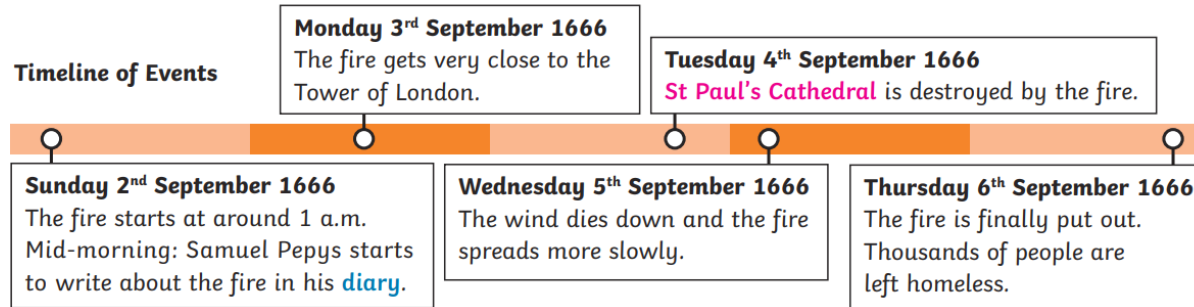 Timeline of Events
Sunday 2nd September 1666
The fire starts at around 1 a.m.
Mid-morning: Samuel Pepys starts
to write about the fire in his diary.
Monday 3rd September 1666
The fire gets very close to the
Tower of London.
Tuesday 4th September 1666
St Paul's Cathedral is destroyed by the fire.
Wednesday 5th September 1666
The wind dies down and the fire
spreads more slowly.
Thursday 6th September 1666
The fire is finally put out.
Thousands of people are
left homeless.